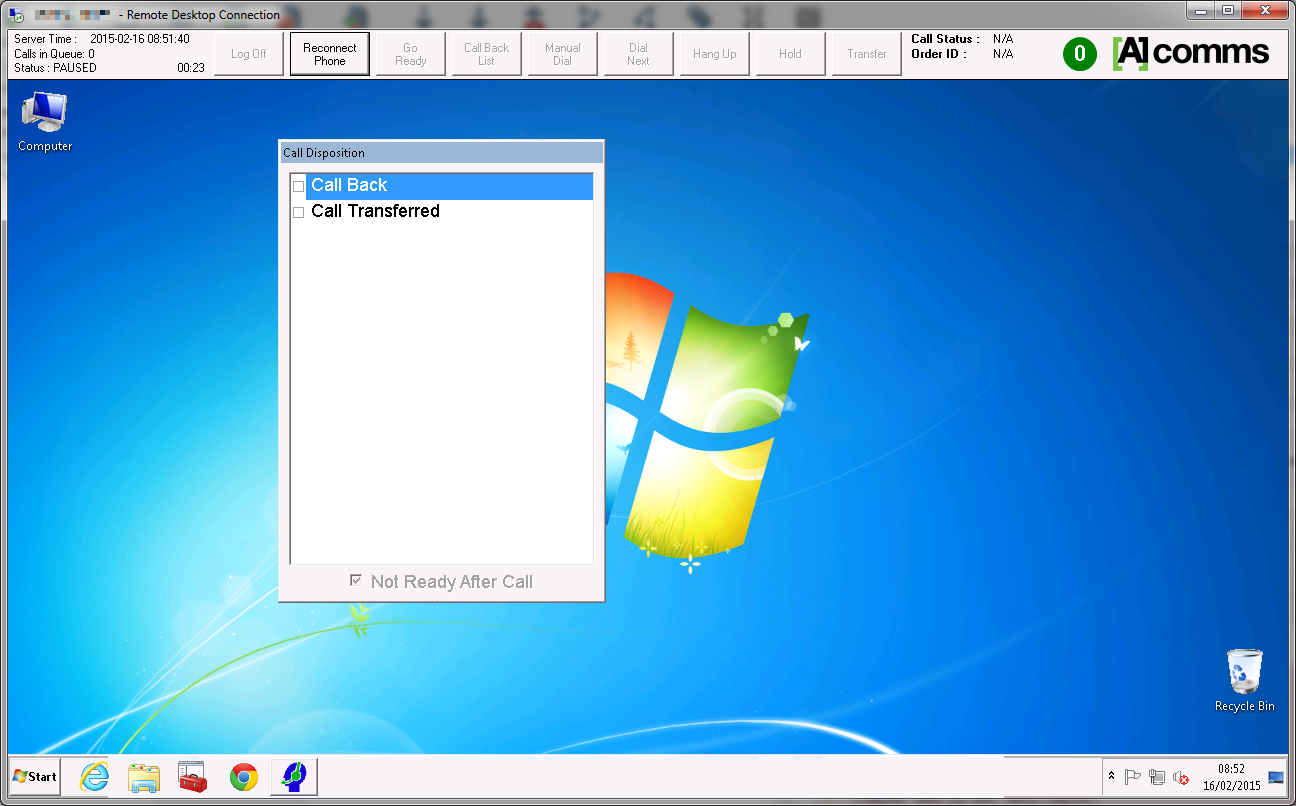 - Remote Desktop Connection
Server Time : 2015-02-16 08:51:40
Calls in Queue: 0
Status : PAUSED 00:23
Log Off
Reconnect
Phone
Go
Ready
Call Back
List
Manual
Dial
Dial
Next
Hang Up
Hold
Transfer
Call Status : N/A
Order ID : N/A
0
[A]comms
Computer
Call Disposition
Call Back
Call Transferred
Not Ready After Call
Recycle Bin
Start
08:52
16/02/2015